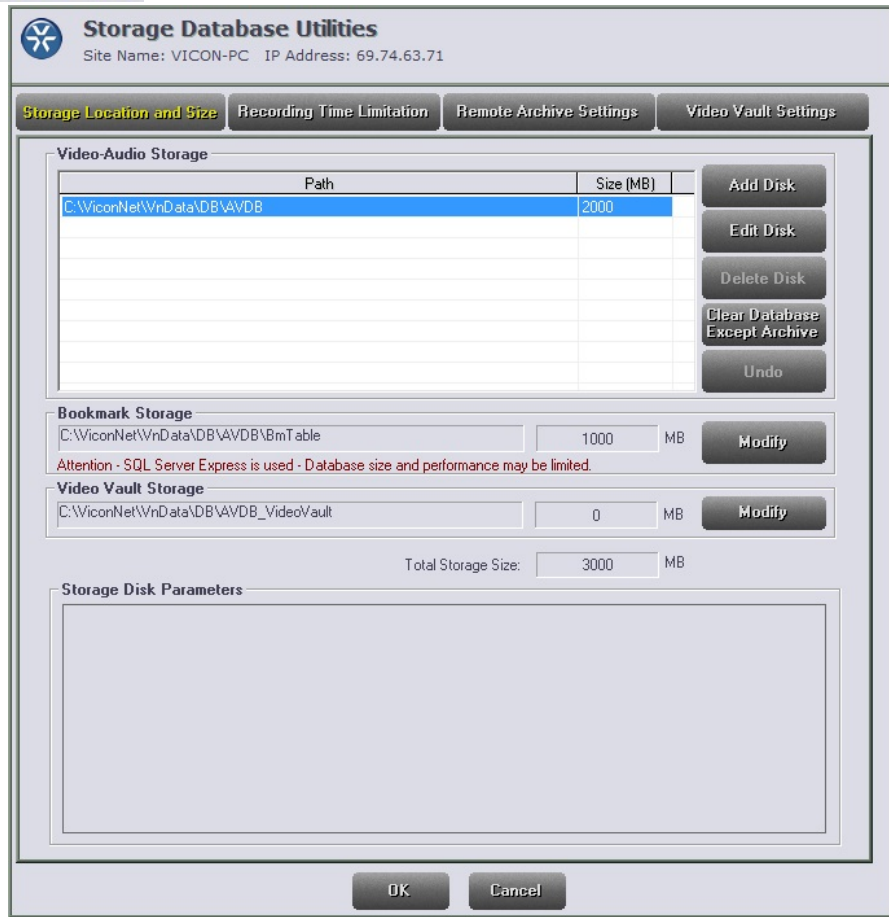 Storage Database Utilities
Site Name: VICON-PC IP Address: 69.74.63.71
Storage Location and Size Recording Time Limitation Remote Archive Settings Video Vault Settings
Video-Audio Storage
Path Size (MB)
C:\ViconNet\VnData\DB\AVDB 2000
Add Disk
Edit Disk
Delete Disk
Clear Database
Except Archive
Undo
Bookmark Storage
C:\ViconNet\VnData\DB\AVDB\BmTable 1000 MB Modify
Attention - SQL Server Express is used - Database size and performance may be limited.
Video Vault Storage
C:\ViconNet\VnData\DB\AVDB_VideoVault 0 MB Modify
Total Storage Size: 3000 MB
Storage Disk Parameters
OK Cancel